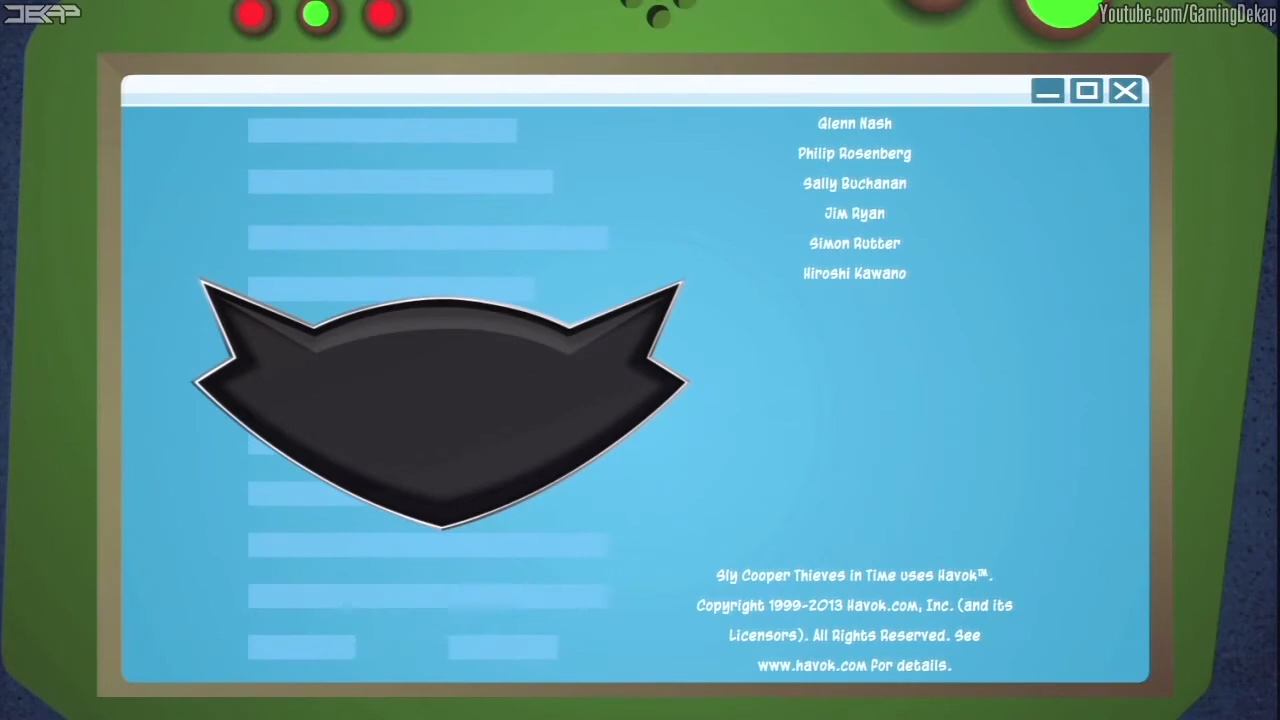 DEKAP
Youtube.com/GamingDekap
Glenn Nash
Philip Rosenberg
Sally Buchanan
Jim Ryan
Simon Rutter
Hiroshi Kawano
Sly Cooper Thieves in Time uses Havok™.
Copyright 1999-2013 Havok.com, Inc. (and its
Licensors). All Rights Reserved. See
www.havok.com for details.